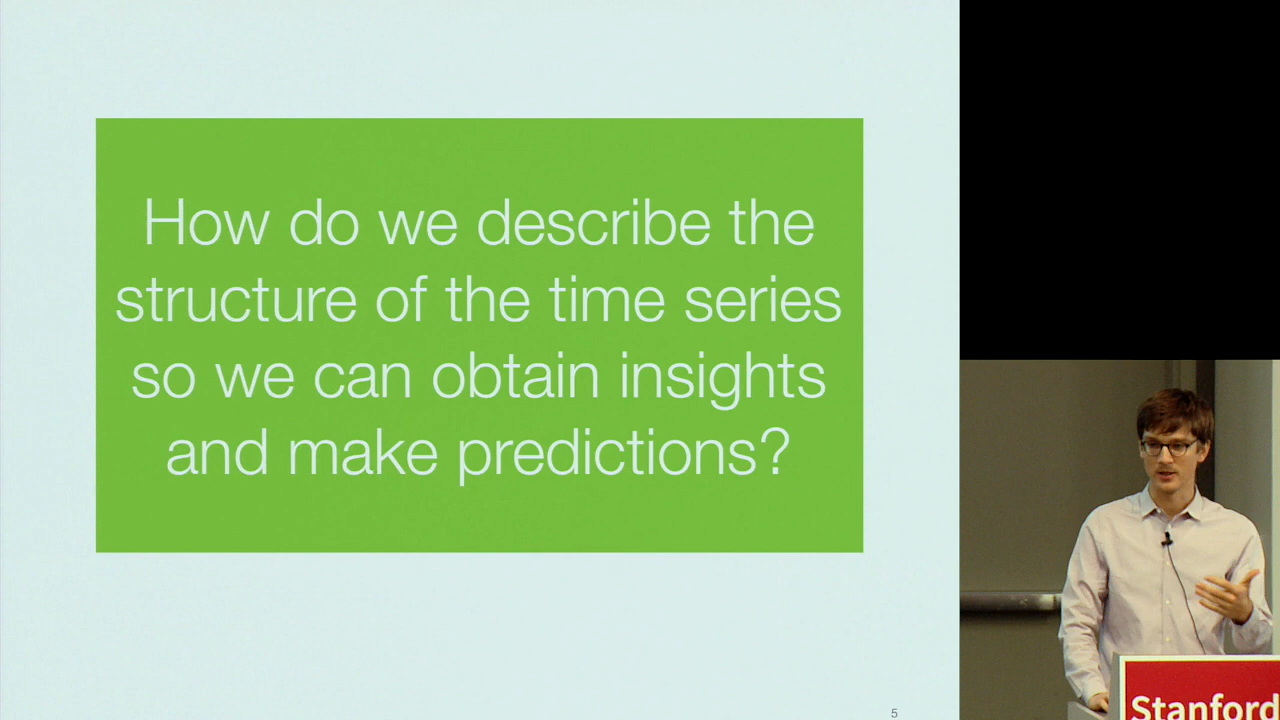 How do we describe the
structure of the time series
so we can obtain insights
and make predictions?
5
Stanford